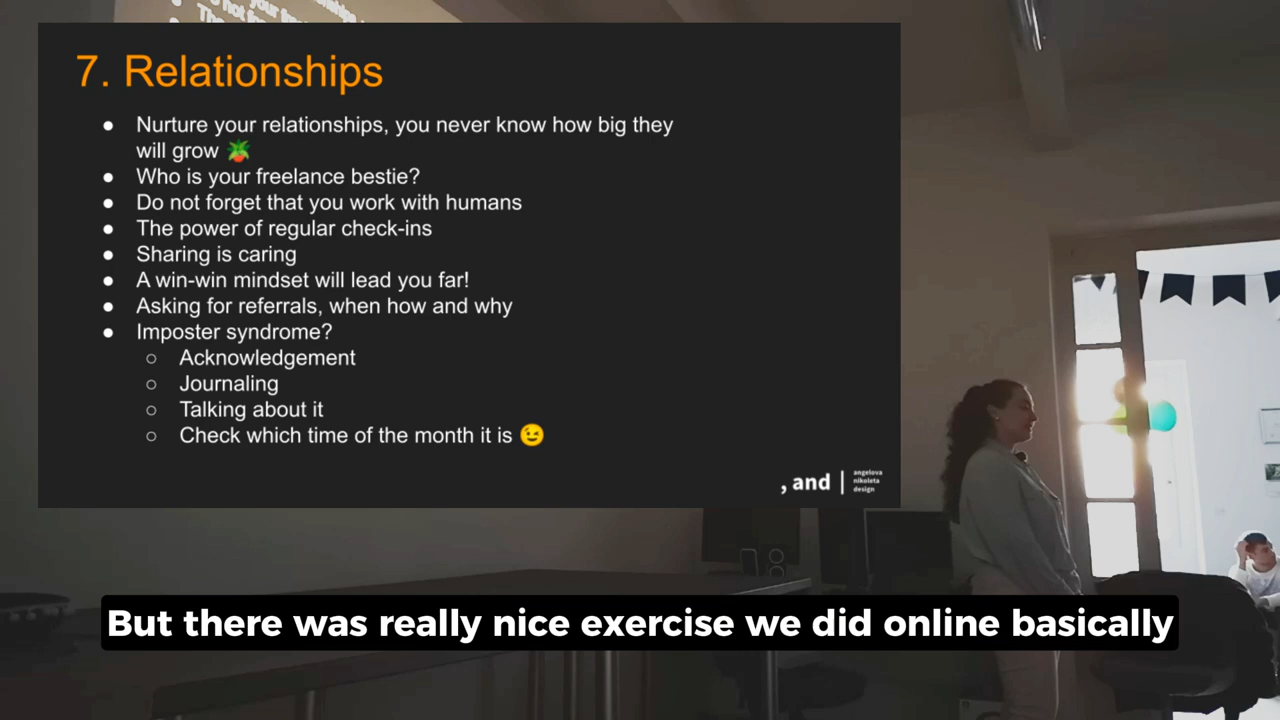 your
not for
The
7. Relationships
● Nurture your relationships, you never know how big they
will grow 🪴
● Who is your freelance bestie?
● Do not forget that you work with humans
● The power of regular check-ins
● Sharing is caring
● A win-win mindset will lead you far!
● Asking for referrals, when how and why
● Imposter syndrome?
○ Acknowledgement
○ Journaling
○ Talking about it
○ Check which time of the month it is 😉
, and | angelova
nikoleta
design
But there was really nice exercise we did online basically